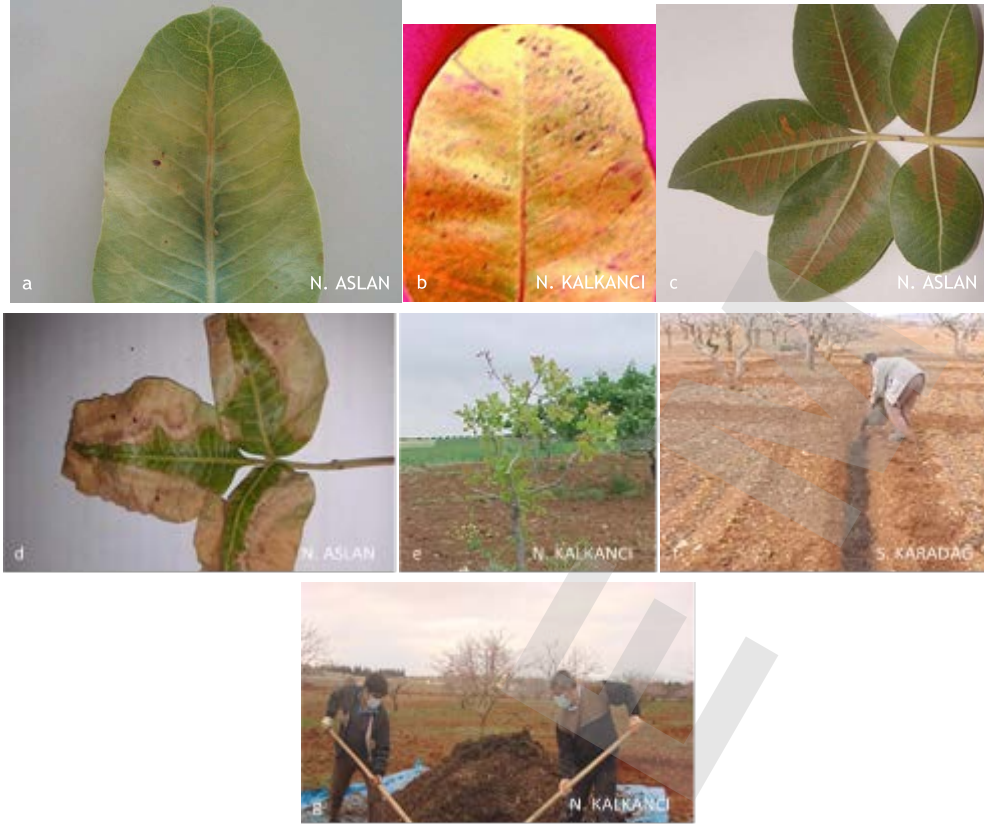 a
N. ASLAN
b
N. KALKANCI
c
N. ASLAN
d
N. ASLAN
e
N. KALKANCI
f
S. KARADAĞ
g
N. KALKANCI